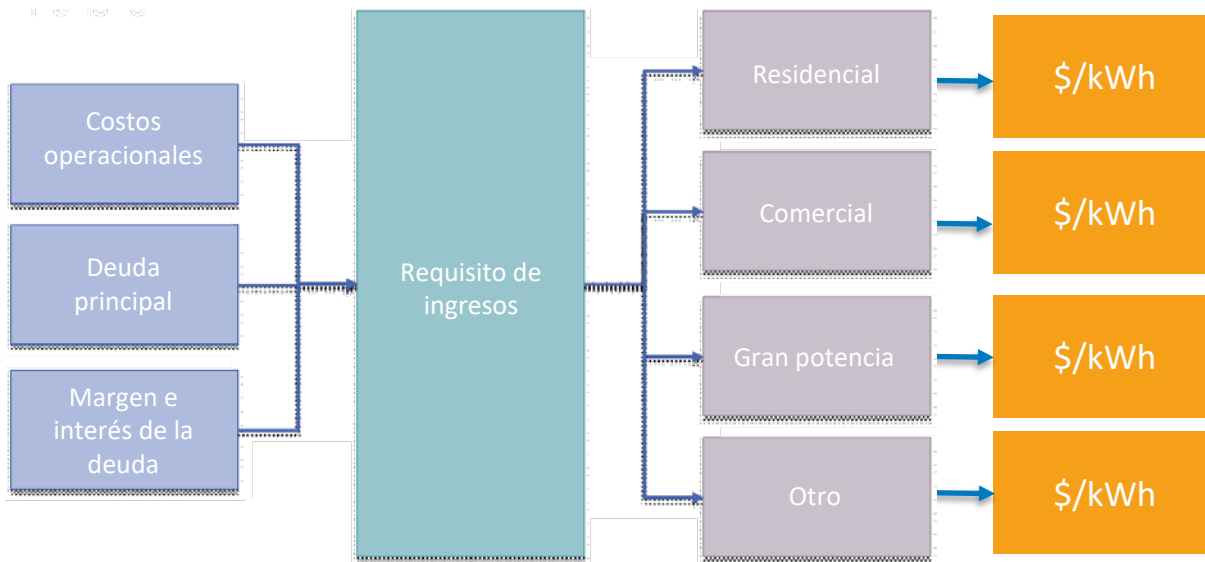 Costos
operacionales
Deuda
principal
Margen e
interés de la
deuda
Requisito de
ingresos
Residencial
Comercial
Gran potencia
Otro
$/kWh
$/kWh
$/kWh
$/kWh